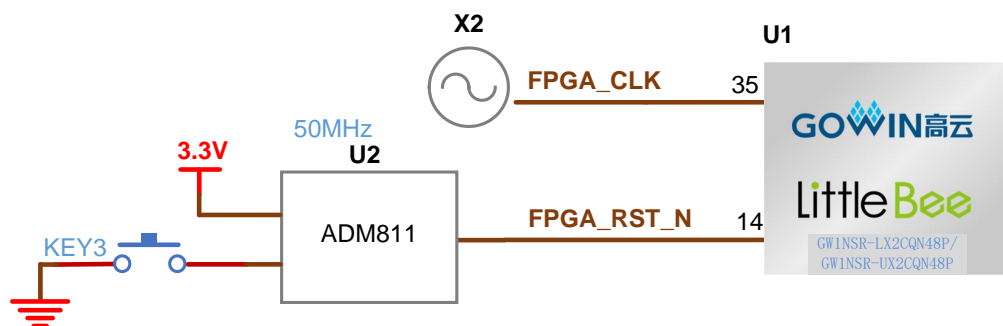 X2
U1
FPGA_CLK
35
GOWIN高云
50MHz
U2
3.3V
LittleBee
ADM811
FPGA_RST_N
14
KEY3
GW1NSR-LX2CQN48P/
GW1NSR-UX2CQN48P